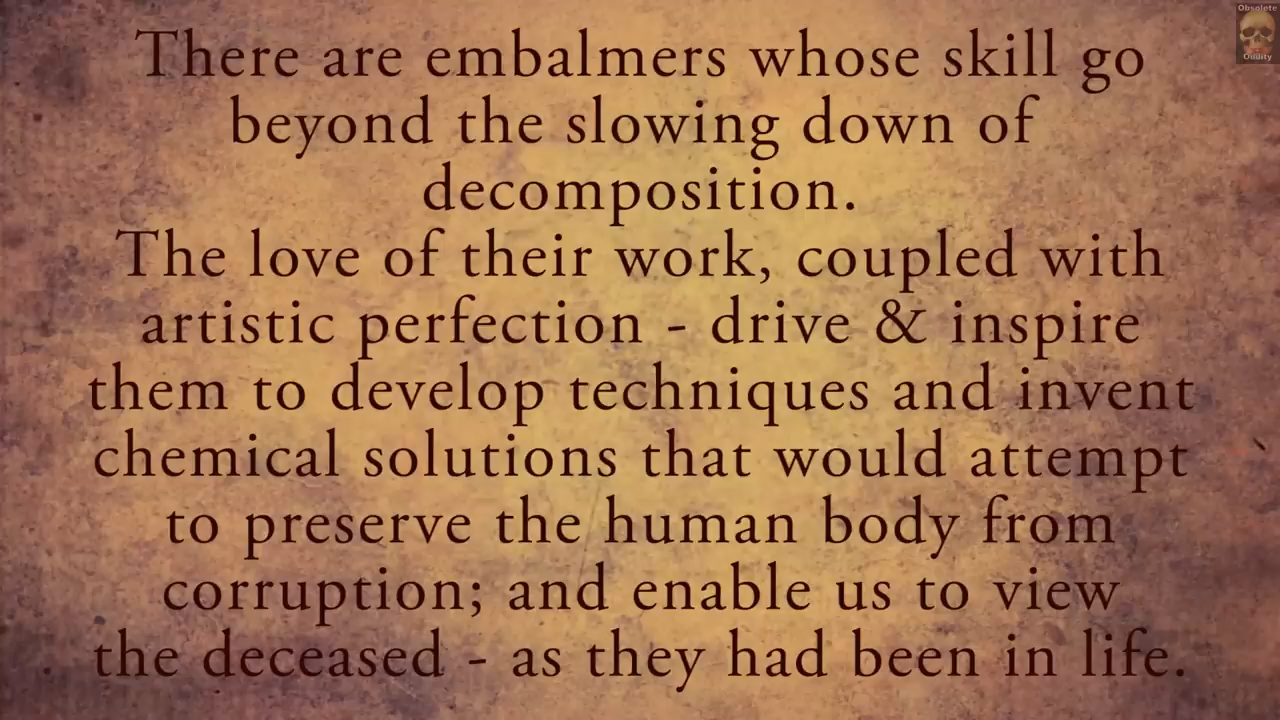 Obsolete
Oddity
There are embalmers whose skill go
beyond the slowing down of
decomposition.
The love of their work, coupled with
artistic perfection - drive & inspire
them to develop techniques and invent
chemical solutions that would attempt
to preserve the human body from
corruption; and enable us to view
the deceased - as they had been in life.